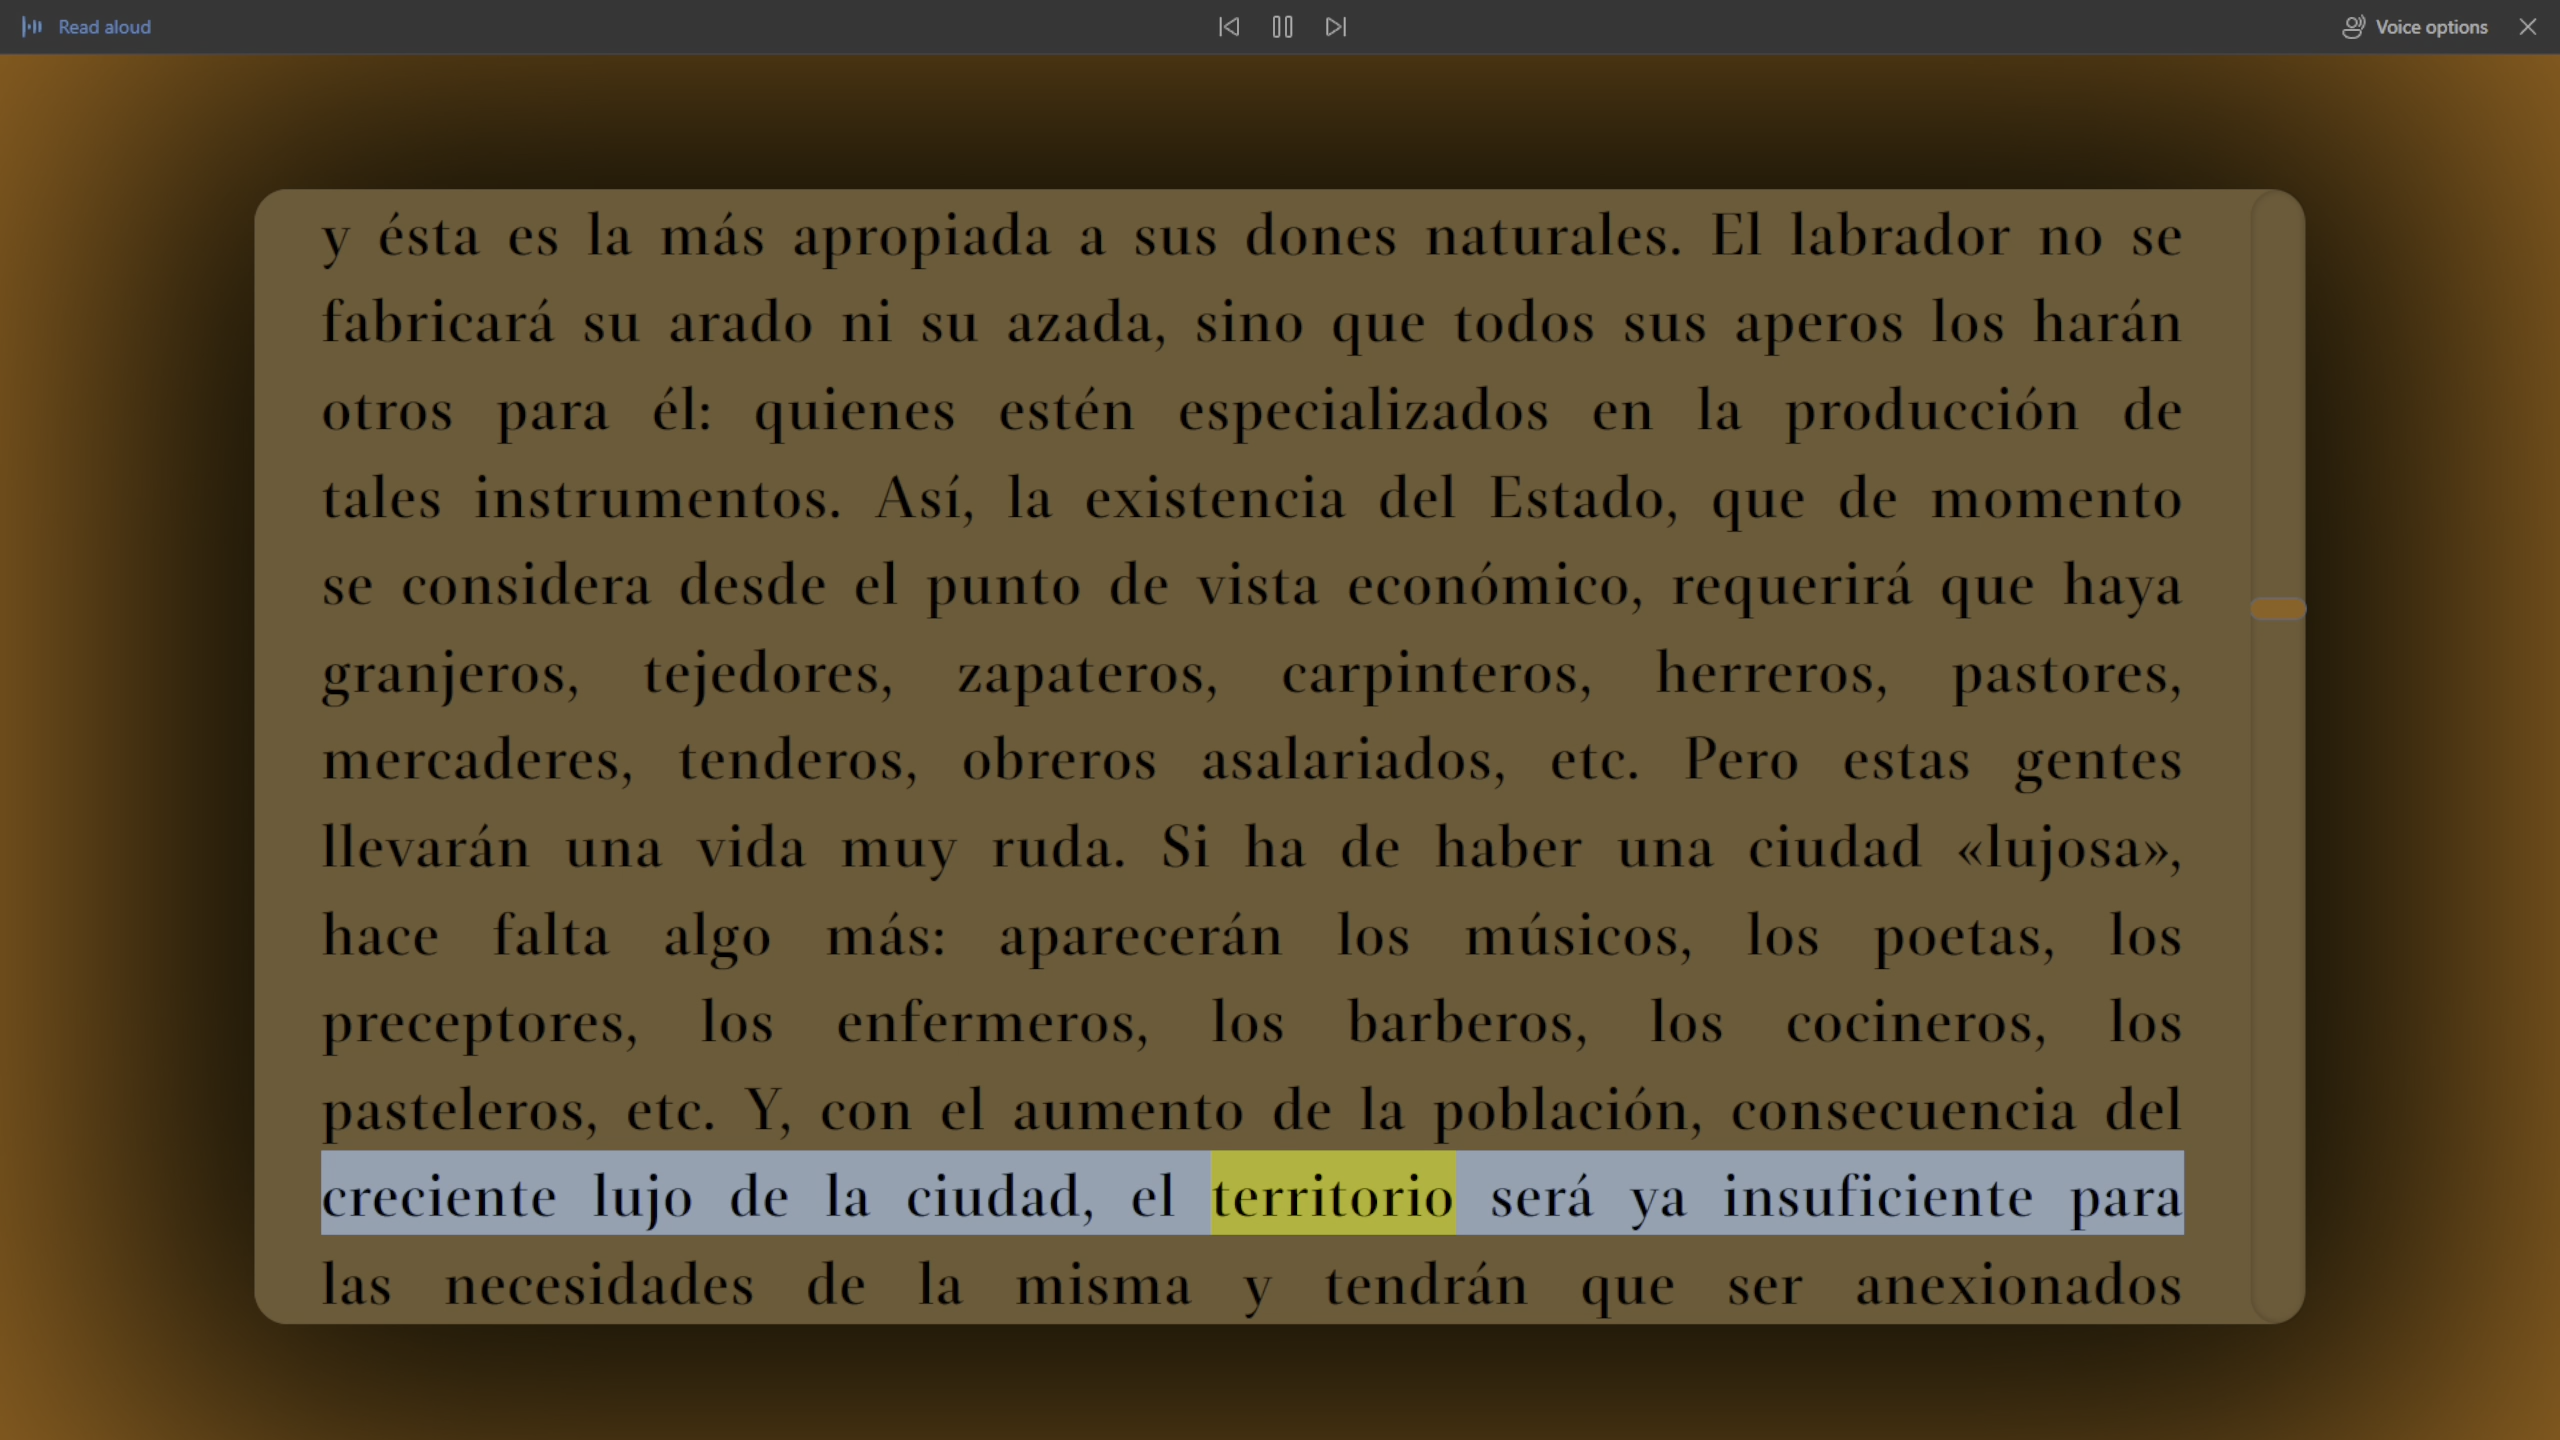 Read aloud
Voice options
y ésta es la más apropiada a sus dones naturales. El labrador no se
fabricará su arado ni su azada, sino que todos sus aperos los harán
otros para él: quienes estén especializados en la producción de
tales instrumentos. Así, la existencia del Estado, que de momento
se considera desde el punto de vista económico, requerirá que haya
granjeros, tejedores, zapateros, carpinteros, herreros, pastores,
mercaderes, tenderos, obreros asalariados, etc. Pero estas gentes
llevarán una vida muy ruda. Si ha de haber una ciudad «lujosa»,
hace falta algo más: aparecerán los músicos, los poetas, los
preceptores, los enfermeros, los barberos, los cocineros, los
pasteleros, etc. Y, con el aumento de la población, consecuencia del
creciente lujo de la ciudad, el territorio será ya insuficiente para
las necesidades de la misma y tendrán que ser anexionados